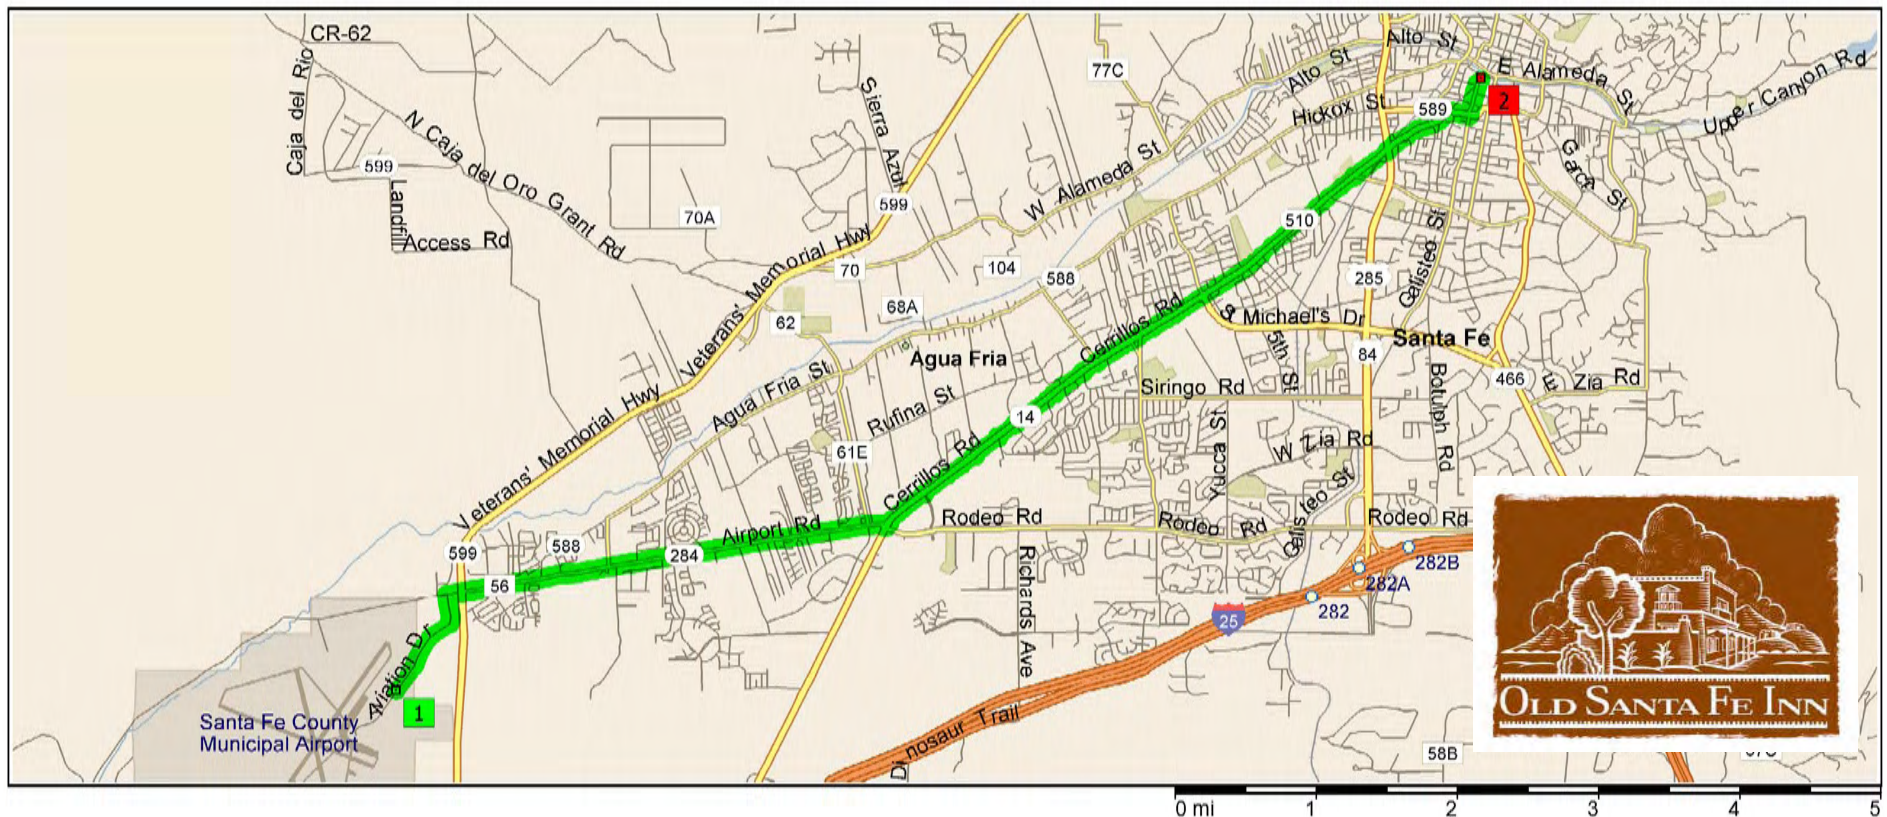 CR-62
Caja del Rio
N Caja del Oro Grant Rd
599
Landfill
Access Rd
70A
Sierra Azul
599
77C
Alto St
Alto St
Hickox St
589
2
E Alameda St
Upper Canyon Rd
Garcia St
W Alameda St
510
Veterans' Memorial Hwy
70
104
588
285
Galisteo St
62
68A
Cerrillos Rd
St Michael's Dr
5th St
Santa Fe
84
466
E Zia Rd
Agua Fria
Agua Fria St
Rufina St
Siringo Rd
Botulph Rd
Veterans' Memorial Hwy
14
Yucca St
W Zia Rd
61E
Cerrillos Rd
Galisteo St
Veterans' Memorial Hwy
Airport Rd
Rodeo Rd
Rodeo Rd
Rodeo Rd
599
588
284
56
Richards Ave
282B
282A
282
25
Aviation Dr
1
Santa Fe County
Municipal Airport
Dinosaur Trail
58B
OLD SANTA FE INN
0 mi 1 2 3 4 5